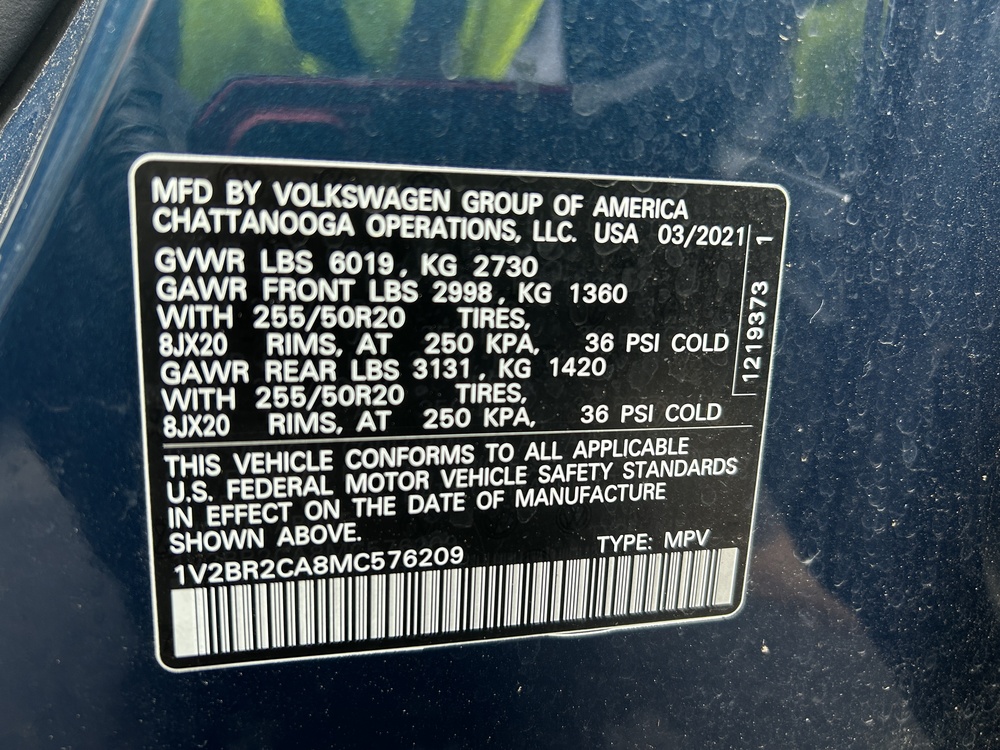 MFD BY VOLKSWAGEN GROUP OF AMERICA
CHATTANOOGA OPERATIONS, LLC. USA 03/2021
GVWR LBS 6019, KG 2730
GAWR FRONT LBS 2998, KG 1360
WITH 255/50R20 TIRES,
8JX20 RIMS, AT 250 KPA, 36 PSI COLD
GAWR REAR LBS 3131, KG 1420
WITH 255/50R20 TIRES,
8JX20 RIMS, AT 250 KPA, 36 PSI COLD
1219373 1
THIS VEHICLE CONFORMS TO ALL APPLICABLE
U.S. FEDERAL MOTOR VEHICLE SAFETY STANDARDS
IN EFFECT ON THE DATE OF MANUFACTURE
SHOWN ABOVE.
TYPE: MPV
1V2BR2CA8MC576209